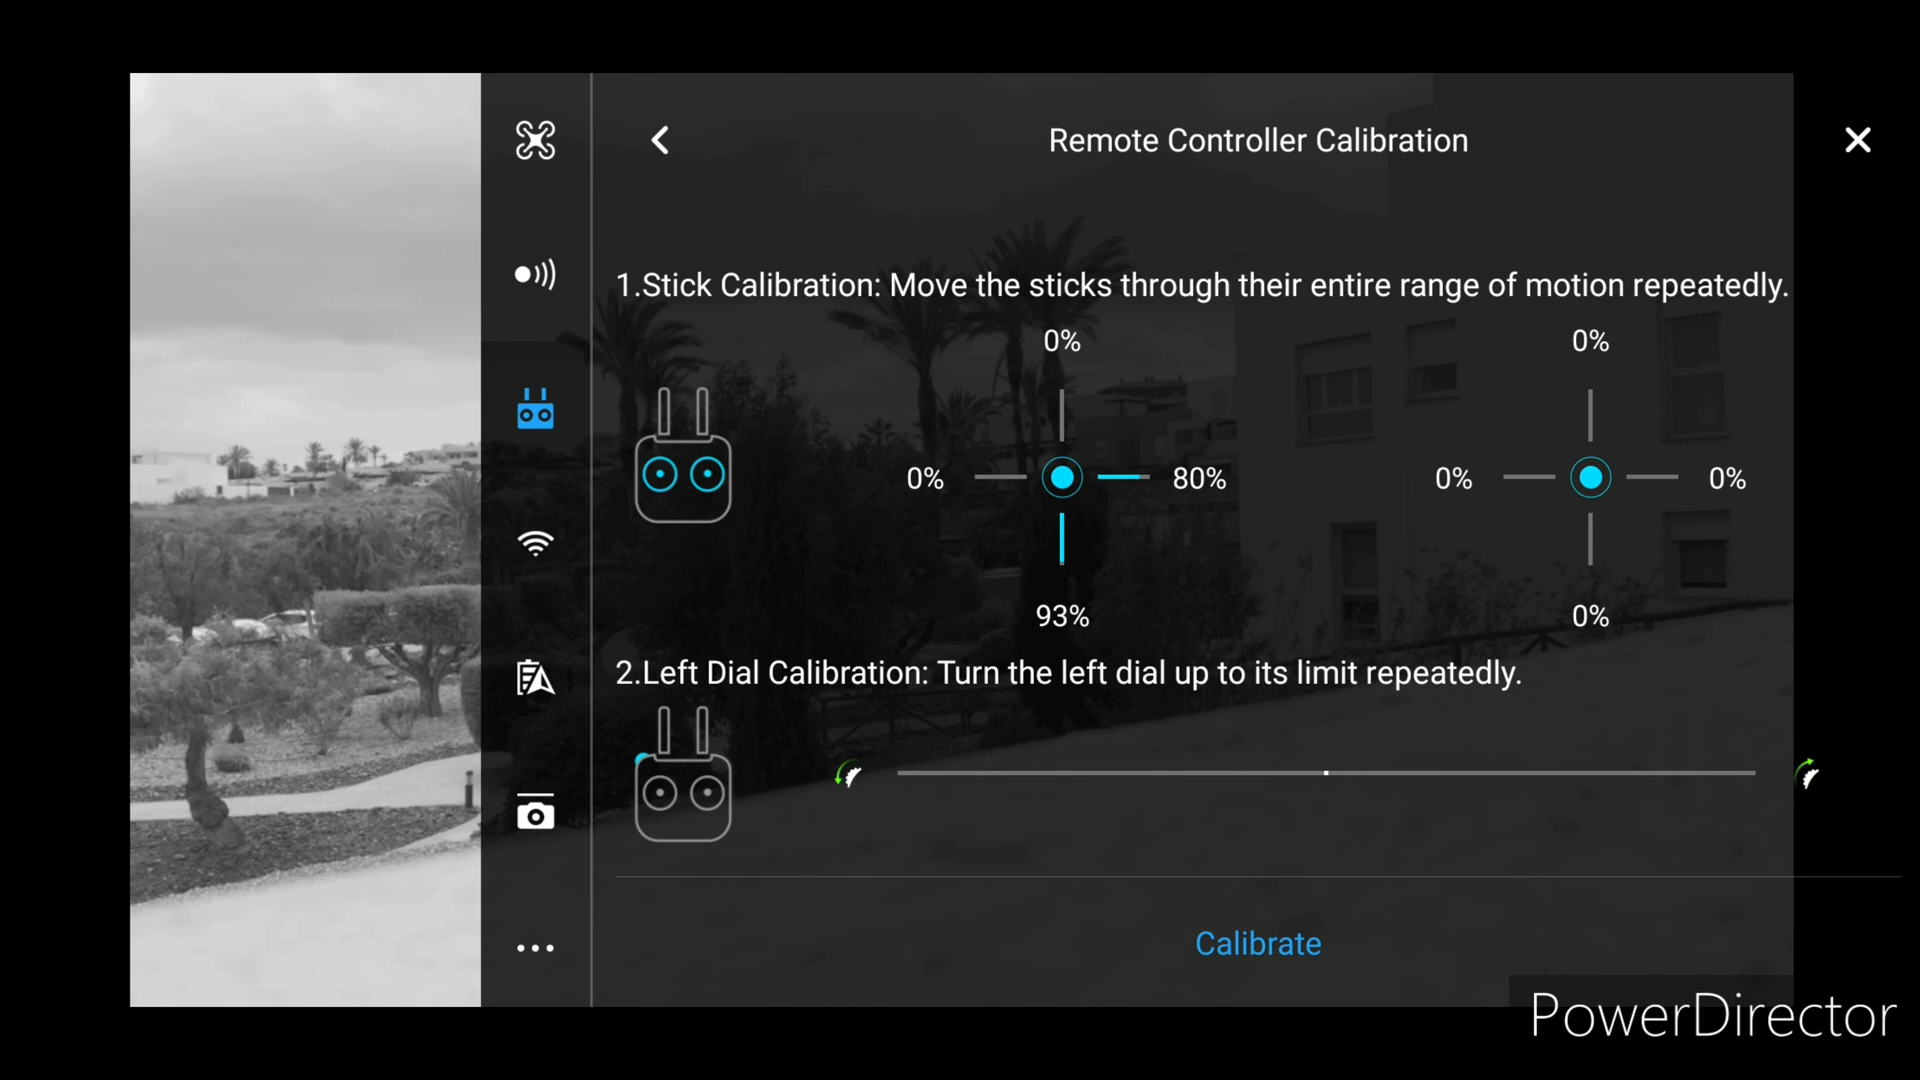 Remote Controller Calibration
1.Stick Calibration: Move the sticks through their entire range of motion repeatedly.
0%
0%
0%
80%
0%
0%
93%
0%
2.Left Dial Calibration: Turn the left dial up to its limit repeatedly.
Calibrate
PowerDirector